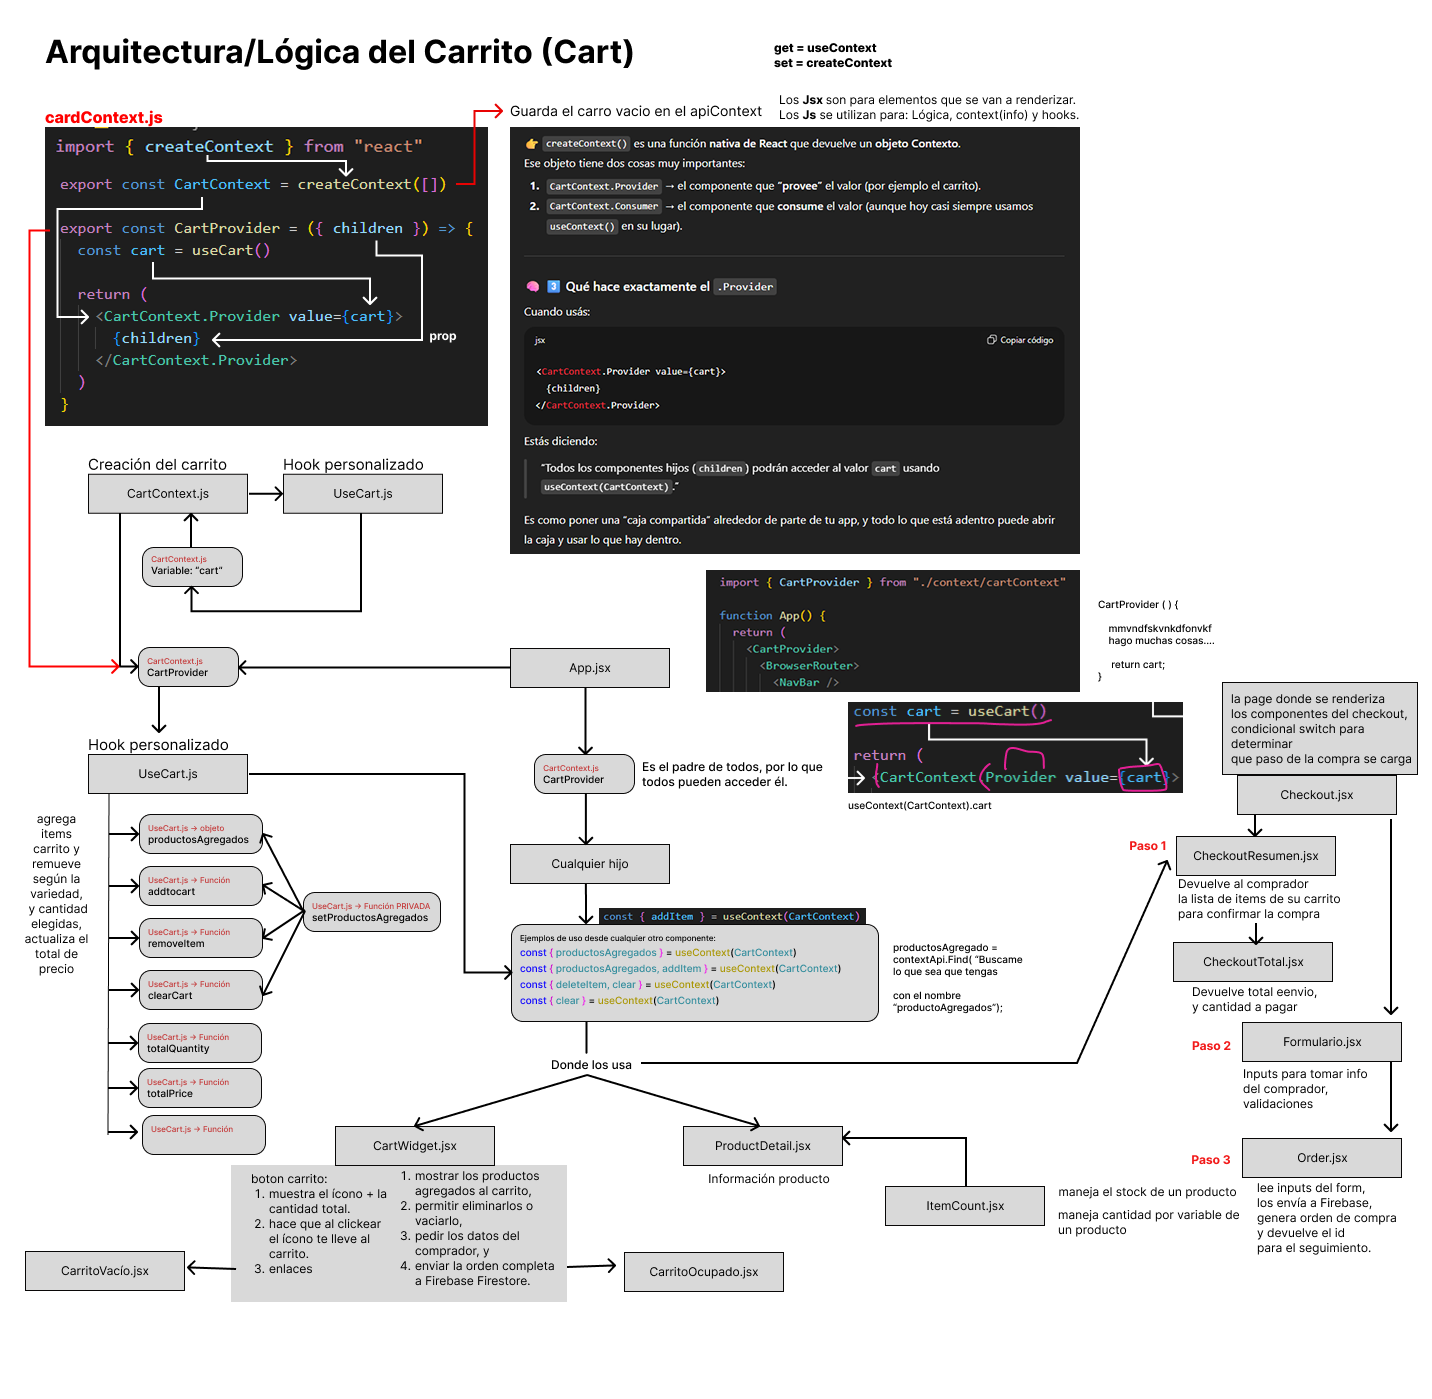 Arquitectura/Lógica del Carrito (Cart)
get = useContext
set = createContext
Los Jsx son para elementos que se van a renderizar.
Los Js se utilizan para: Lógica, context(info) y hooks.
cardContext.js
Guarda el carro vacio en el apiContext
import { createContext } from "react"
export const CartContext = createContext([])
export const CartProvider = ({ children }) => {
const cart = useCart()
return (
<CartContext.Provider value={cart}>
{children}
</CartContext.Provider>
)
}
prop
👉 createContext() es una función nativa de React que devuelve un objeto Contexto.
Ese objeto tiene dos cosas muy importantes:
1. CartContext.Provider → el componente que "provee" el valor (por ejemplo el carrito).
2. CartContext.Consumer → el componente que consume el valor (aunque hoy casi siempre usamos
useContext() en su lugar).
🧠 3️⃣ Qué hace exactamente el .Provider
Cuando usás:
jsx
Copiar código
<CartContext.Provider value={cart}>
{children}
</CartContext.Provider>
Estás diciendo:
"Todos los componentes hijos (children) podrán acceder al valor cart usando
useContext(CartContext)."
Es como poner una "caja compartida" alrededor de parte de tu app, y todo lo que está adentro puede abrir
la caja y usar lo que hay dentro.
Creación del carrito
CartContext.js
Hook personalizado
UseCart.js
CartContext.js
Variable: "cart"
CartContext.js
CartProvider
App.jsx
import { CartProvider } from "./context/cartContext"
function App() {
return (
<CartProvider>
<BrowserRouter>
<NavBar />
CartProvider ( ) {
mmvndfskvnkdfonvkf
hago muchas cosas....
return cart;
}
const cart = useCart()
return (
<CartContext.Provider value={cart}>
useContext(CartContext).cart
la page donde se renderiza
los componentes del checkout,
condicional switch para
determinar
que paso de la compra se carga
Checkout.jsx
Hook personalizado
UseCart.js
CartContext.js
CartProvider
Es el padre de todos, por lo que
todos pueden acceder él.
Cualquier hijo
agrega
items
carrito y
remueve
según la
variedad,
y cantidad
elegidas,
actualiza el
total de
precio
UseCart.js → objeto
productosAgregados
UseCart.js → Función
addtocart
UseCart.js → Función
removeItem
UseCart.js → Función
clearCart
UseCart.js → Función
totalQuantity
UseCart.js → Función
totalPrice
UseCart.js → Función
UseCart.js → Función PRIVADA
setProductosAgregados
const { addItem } = useContext(CartContext)
Ejemplos de uso desde cualquier otro componente:
const { productosAgregados } = useContext(CartContext)
const { productosAgregados, addItem } = useContext(CartContext)
const { deleteItem, clear } = useContext(CartContext)
const { clear } = useContext(CartContext)
productosAgregado =
contextApi.Find( "Buscame
lo que sea que tengas
con el nombre
"productoAgregados");
Donde los usa
Paso 1
CheckoutResumen.jsx
Devuelve al comprador
la lista de items de su carrito
para confirmar la compra
CheckoutTotal.jsx
Devuelve total eenvio,
y cantidad a pagar
Paso 2
Formulario.jsx
Inputs para tomar info
del comprador,
validaciones
Paso 3
Order.jsx
lee inputs del form,
los envía a Firebase,
genera orden de compra
y devuelve el id
para el seguimiento.
CartWidget.jsx
boton carrito:
1. muestra el ícono + la
cantidad total.
2. hace que al clickear
el ícono te lleve al
carrito.
3. enlaces
1. mostrar los productos
agregados al carrito,
2. permitir eliminarlos o
vaciarlo,
3. pedir los datos del
comprador, y
4. enviar la orden completa
a Firebase Firestore.
ProductDetail.jsx
Información producto
ItemCount.jsx
maneja el stock de un producto
maneja cantidad por variable de
un producto
CarritoVacío.jsx
CarritoOcupado.jsx